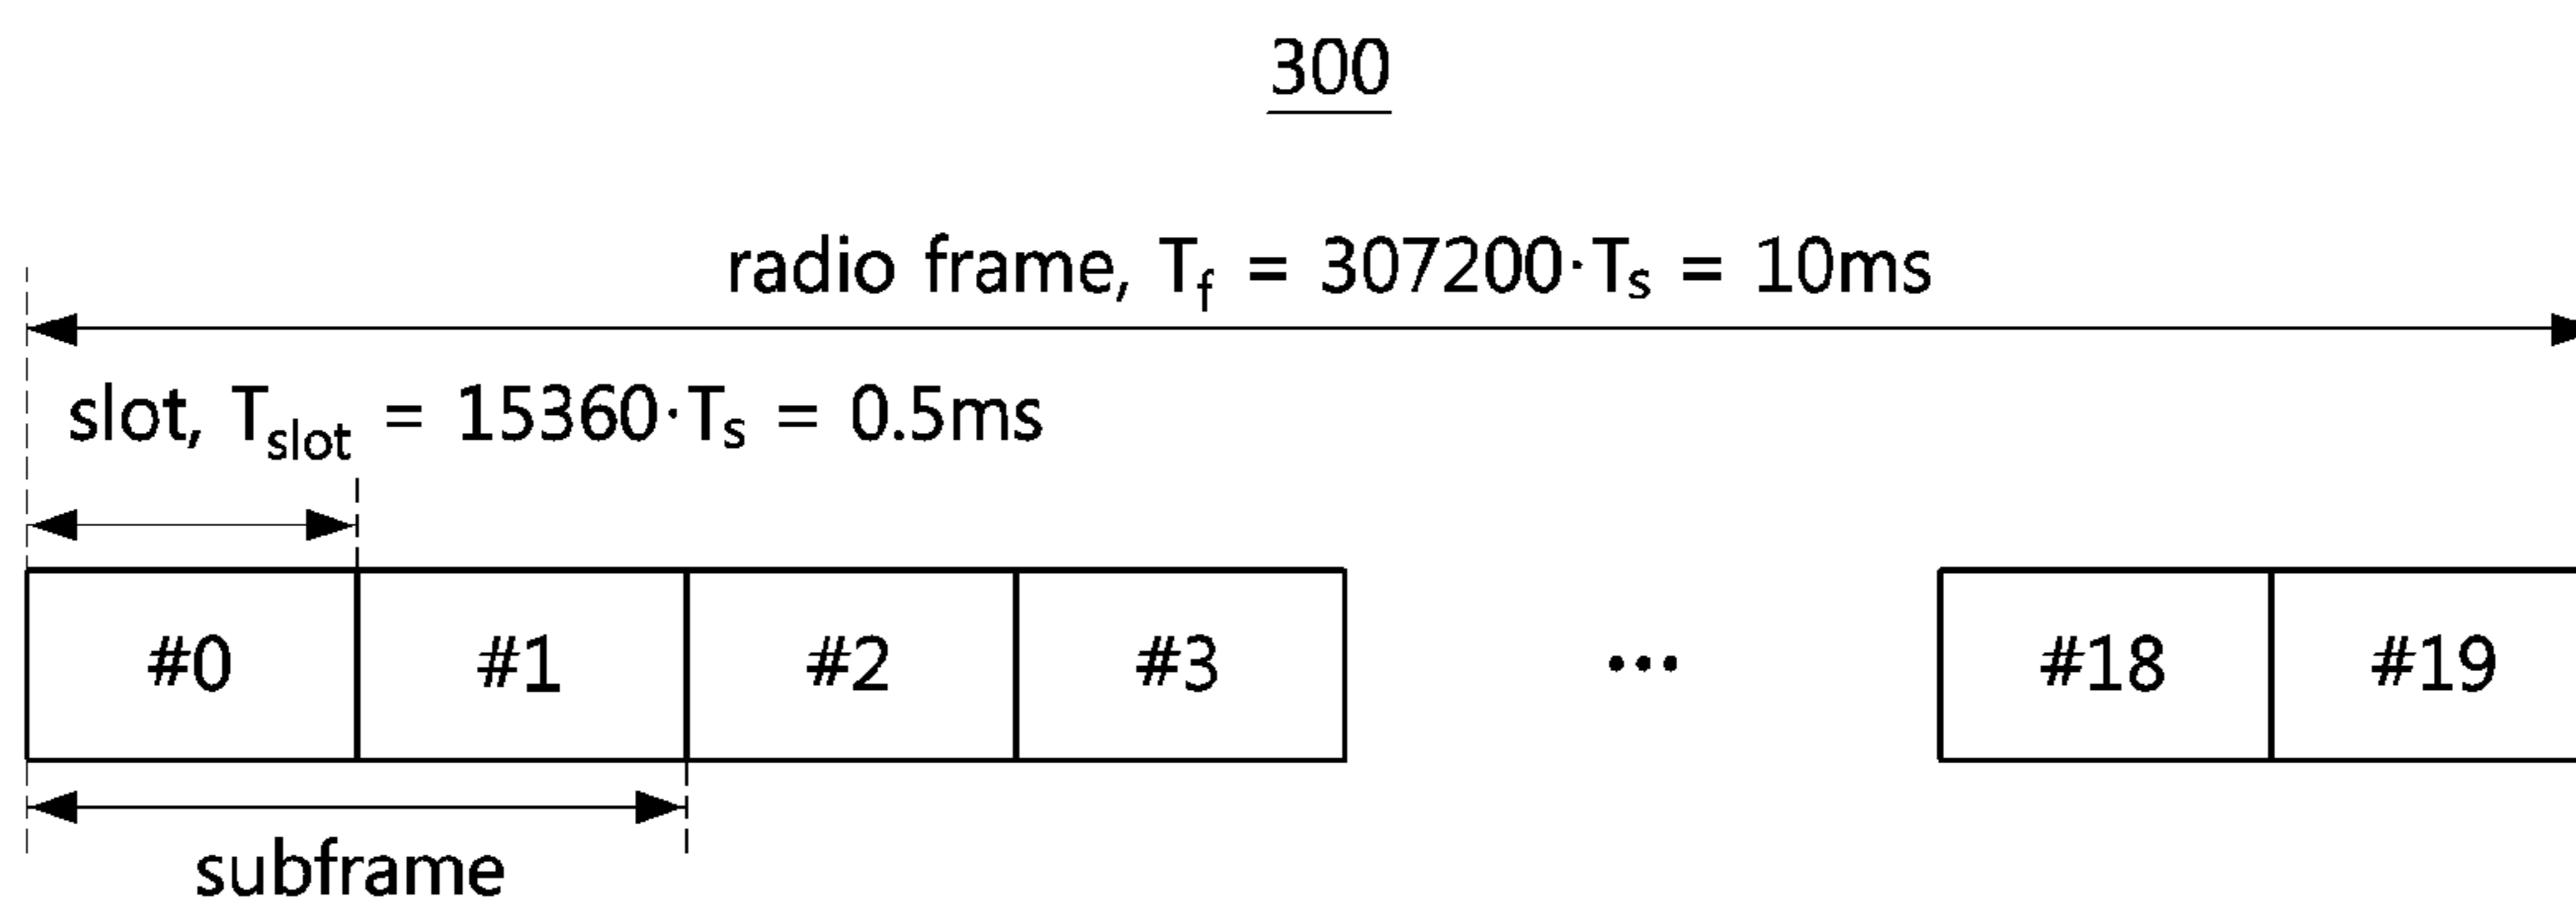 300
radio frame, Tf = 307200·Ts = 10ms
slot, Tslot = 15360·Ts = 0.5ms
#0 #1 #2 #3 ••• #18 #19
subframe